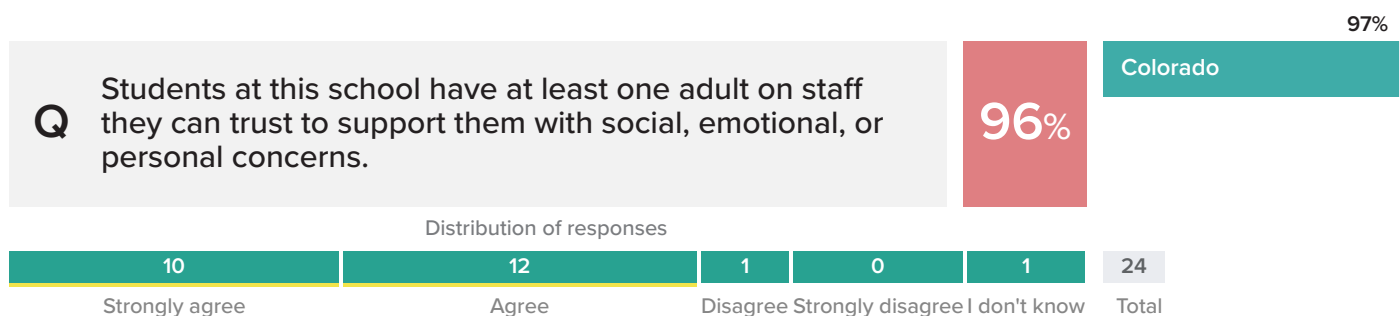 97%
Q
Students at this school have at least one adult on staff
they can trust to support them with social, emotional, or
personal concerns.
96%
Colorado
Distribution of responses
10 12 1 0 1 24
Strongly agree Agree Disagree Strongly disagree I don't know Total